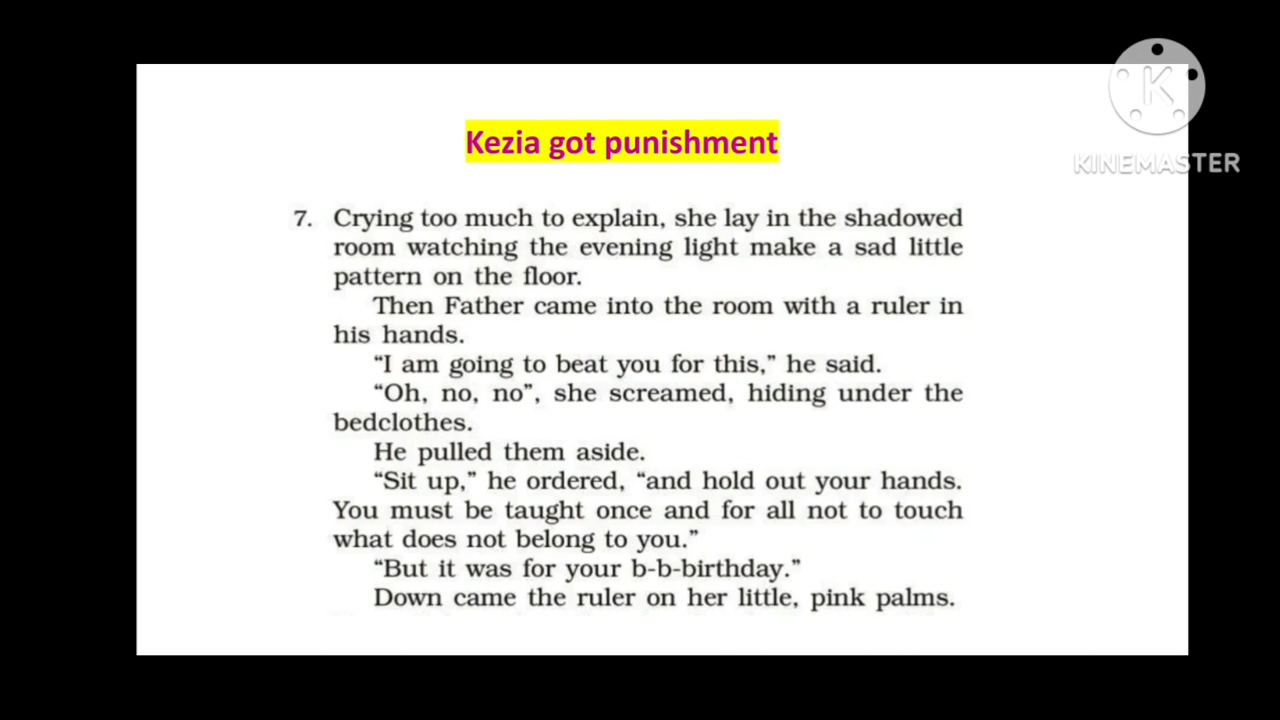 Kezia got punishment
KINEMASTER
7. Crying too much to explain, she lay in the shadowed
room watching the evening light make a sad little
pattern on the floor.
Then Father came into the room with a ruler in
his hands.
“I am going to beat you for this,” he said.
“Oh, no, no”, she screamed, hiding under the
bedclothes.
He pulled them aside.
“Sit up,” he ordered, “and hold out your hands.
You must be taught once and for all not to touch
what does not belong to you.”
“But it was for your b-b-birthday.”
Down came the ruler on her little, pink palms.